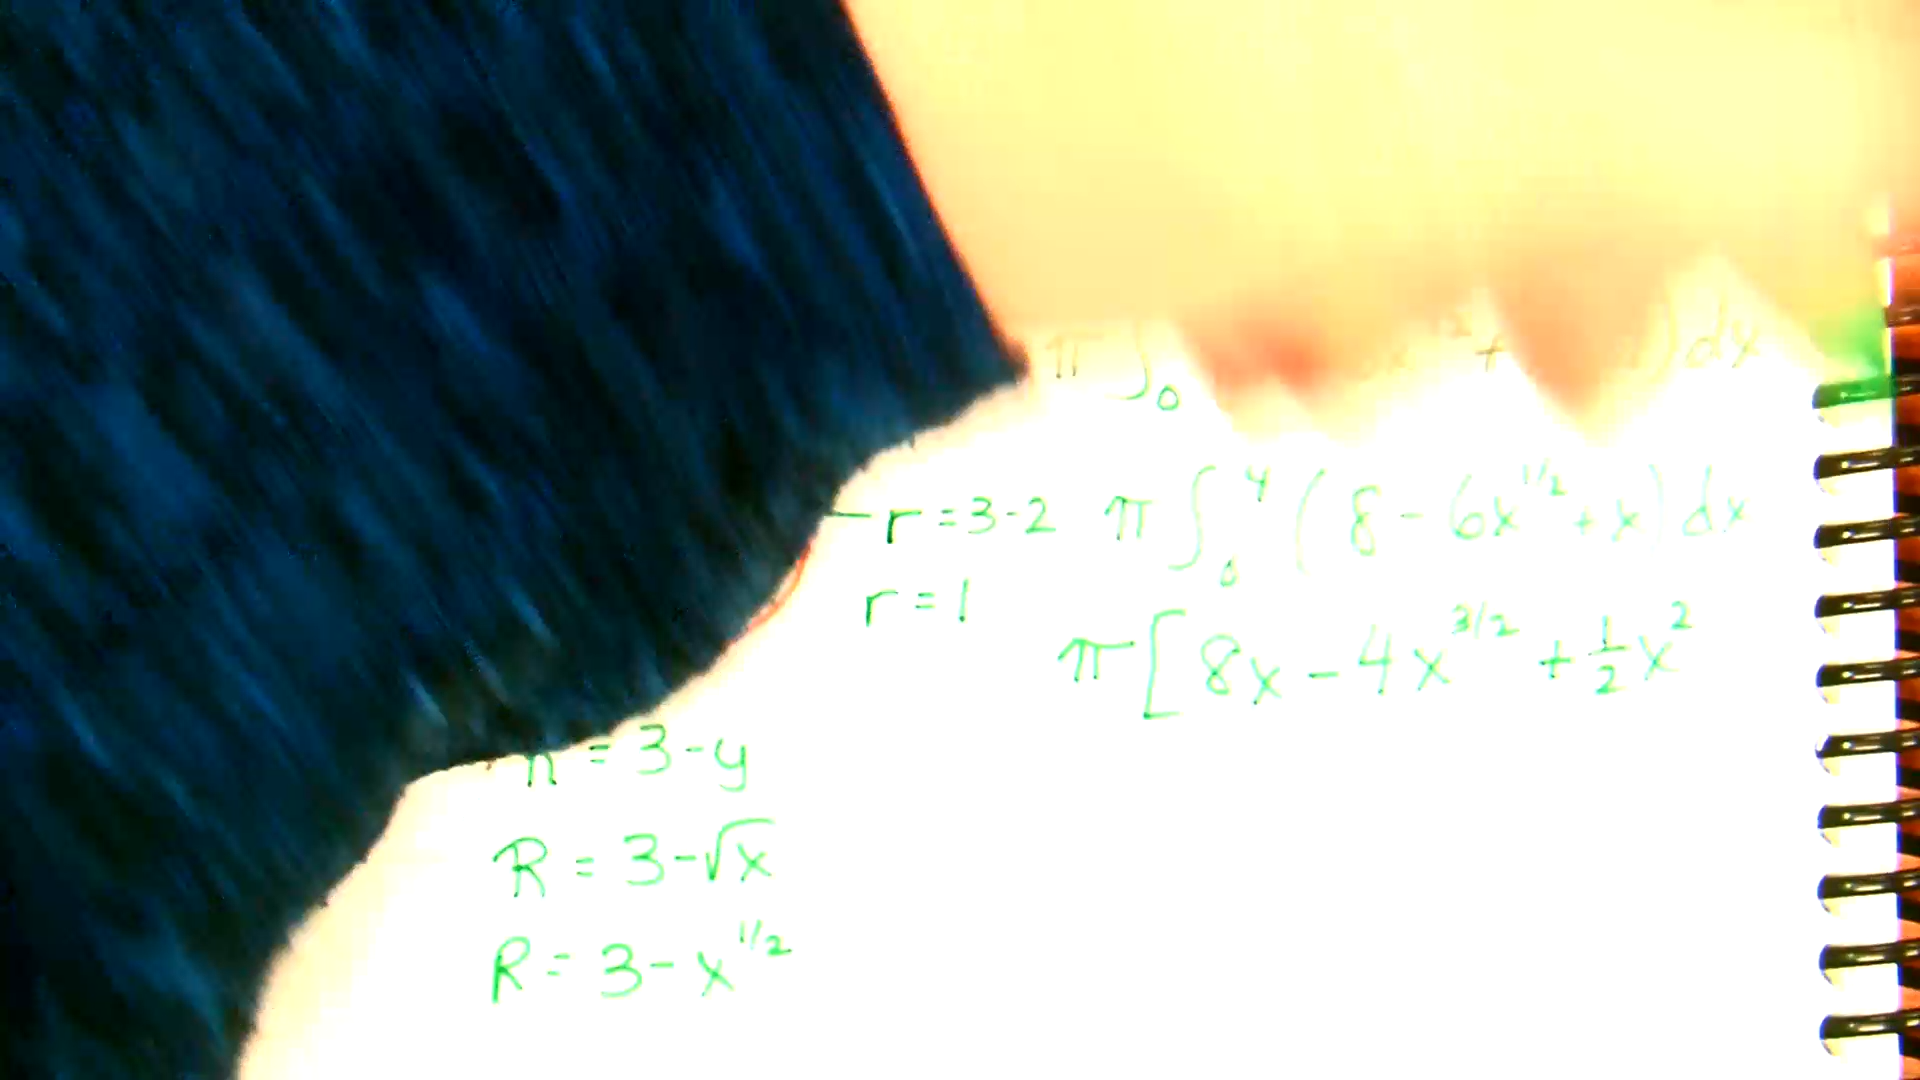 π ∫₀ ² + ) dx
r = 3 - 2
r = 1
π ∫₀⁴ ( 8 - 6x^{1/2} + x ) dx
π [ 8x - 4x^{3/2} + ½x²
R = 3 - y
R = 3 - √x
R = 3 - x^{1/2}